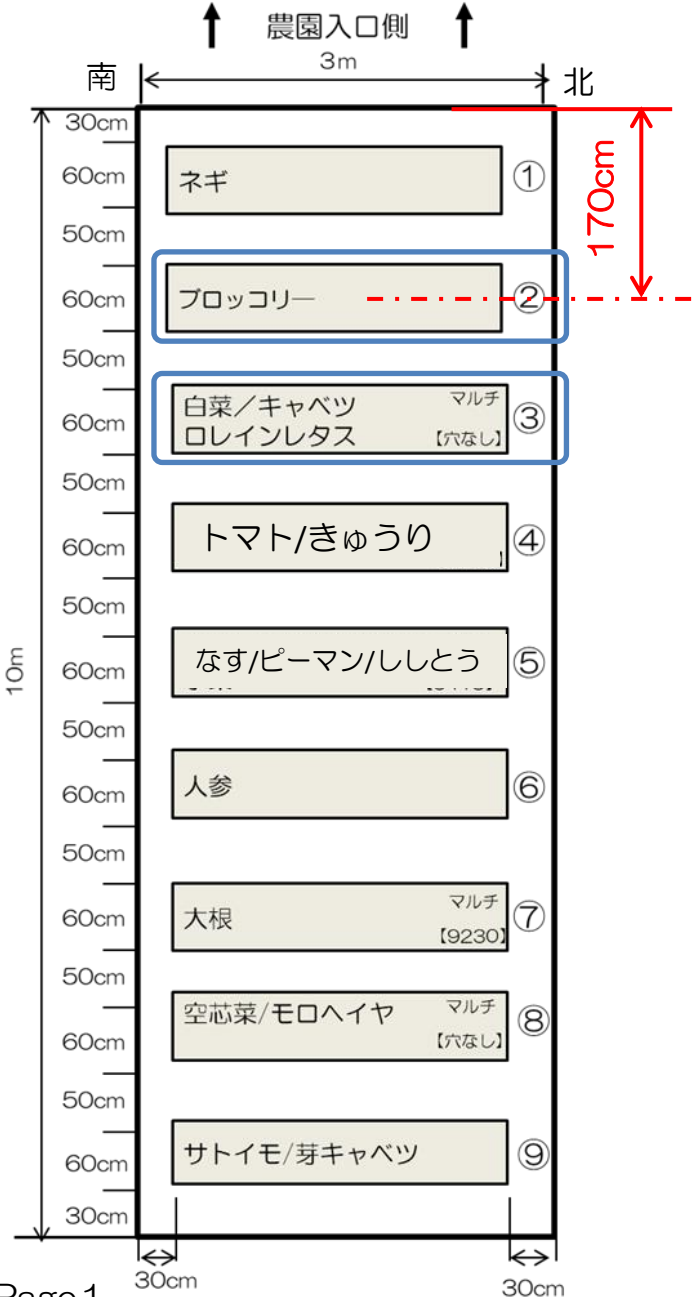 農園入口側
3m
南
北
30cm
60cm
ネギ
①
170cm
50cm
60cm
ブロッコリー
②
50cm
60cm
白菜/キャベツ
マルチ
③
ロレインレタス
【穴なし】
50cm
60cm
トマト/きゅうり
④
50cm
60cm
なす/ピーマン/ししとう
⑤
10m
50cm
60cm
人参
⑥
50cm
60cm
大根
マルチ
⑦
【9230】
50cm
60cm
空芯菜/モロヘイヤ
マルチ
⑧
【穴なし】
50cm
60cm
サトイモ/芽キャベツ
⑨
30cm
30cm
30cm